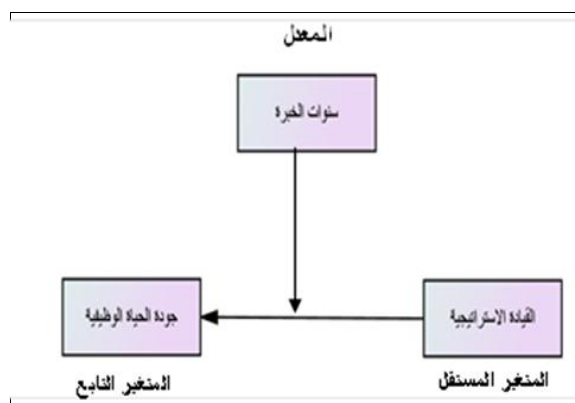 المعدل
سنوات الخبرة
القيادة الاستراتيجية
جودة الحياة الوظيفية
المتغير المستقل
المتغير التابع